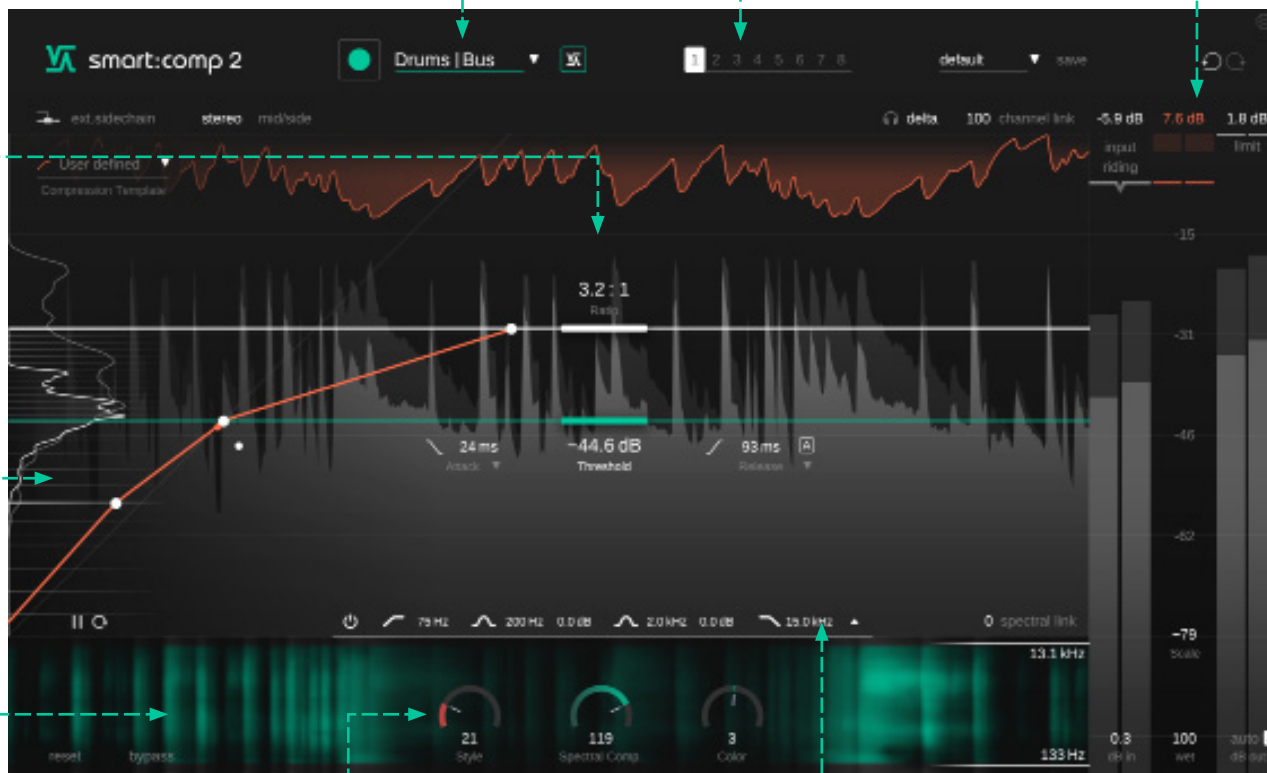 smart:comp 2
Drums | Bus
1 2 3 4 5 6 7 8
default
save
ext.sidechain
stereo
mid/side
delta
100 channel link
-5.9 dB
7.6 dB
1.8 dB
input
riding
limit
User defined
Compression Template
-15
3.2 : 1
Ratio
-31
-46
24 ms
Attack
-44.6 dB
Threshold
93 ms
A
Release
-62
75 Hz
200 Hz
0.0 dB
2.0 kHz
0.0 dB
15.0 kHz
0 spectral link
-79
Scale
13.1 kHz
21
Style
119
Spectral Comp
3
Color
reset
bypass
133 Hz
0.3
dB in
100
wet
auto
dB out